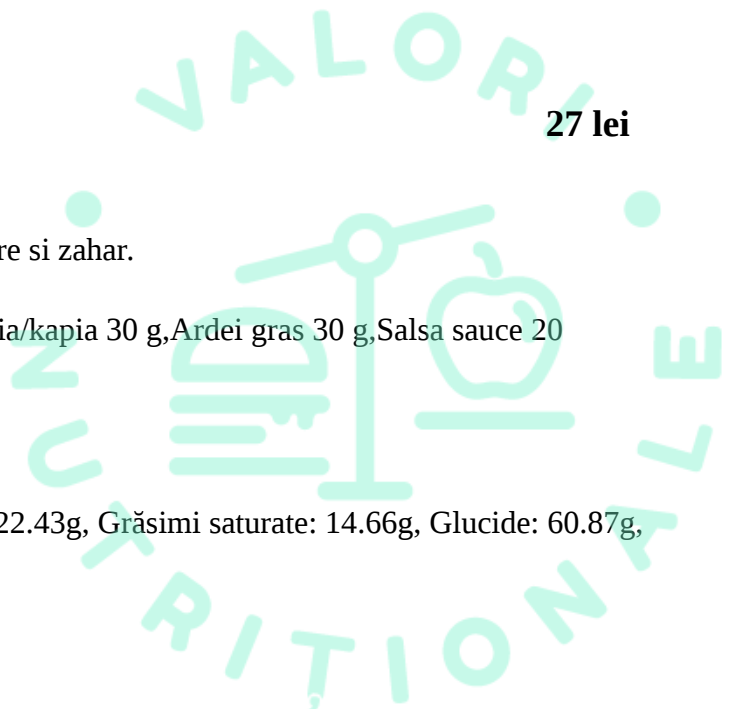 VALORI NUTRITIONALE
27 lei
re si zahar.
ia/kapia 30 g,Ardei gras 30 g,Salsa sauce 20
22.43g, Grăsimi saturate: 14.66g, Glucide: 60.87g,